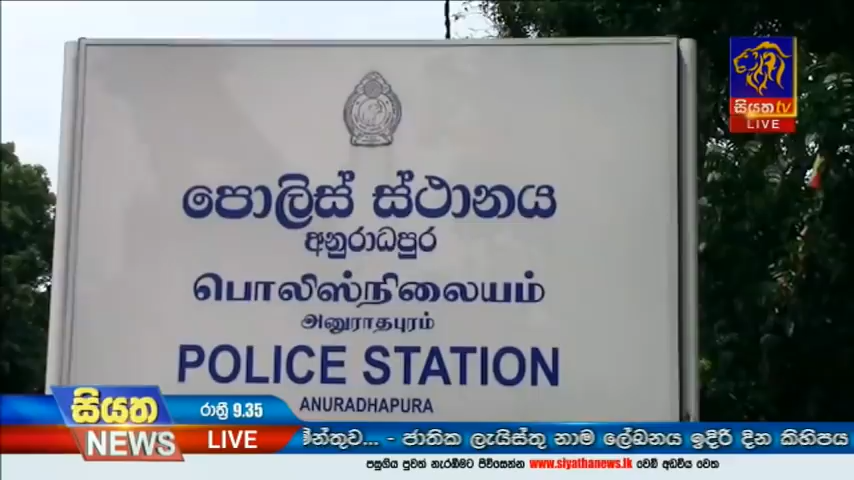 සියත tv
LIVE
පොලිස් ස්ථානය
අනුරාධපුර
பொலிஸ்நிலையம்
அனுராதபுரம்
POLICE STATION
ANURADHAPURA
සියත රාත්‍රී 9.35
NEWS LIVE
මීන්තුව... - ජාතික ලැයිස්තු නාම ලේඛනය ඉදිරි දින කිහිපය
පසුගිය පුවත් නැරඹීමට පිවිසෙන්න www.siyathanews.lk වෙබ් අඩවිය වෙත